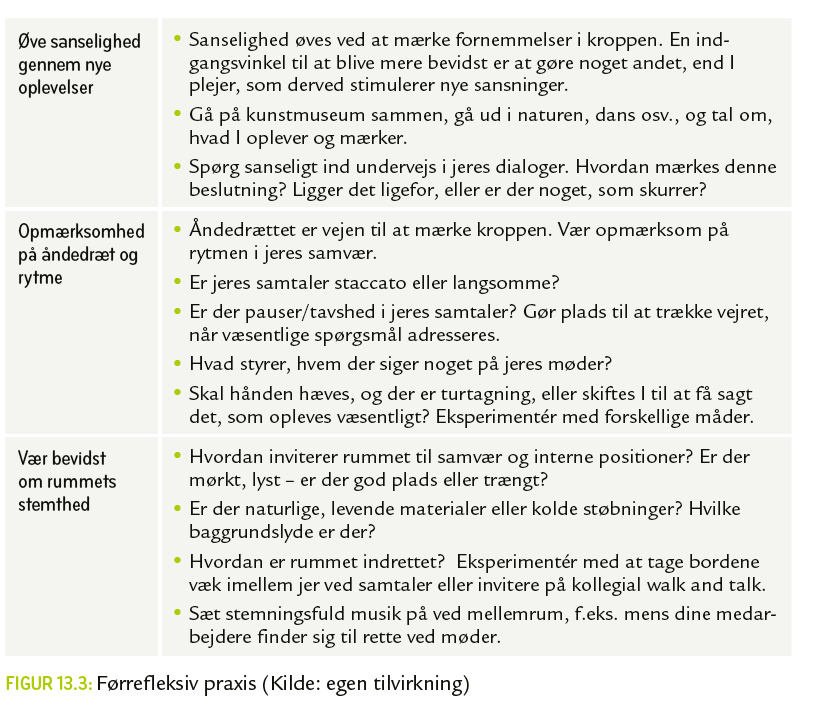 Øve sanselighed
gennem nye
oplevelser
• Sanselighed øves ved at mærke fornemmelser i kroppen. En ind-
gangsvinkel til at blive mere bevidst er at gøre noget andet, end I
plejer, som derved stimulerer nye sansninger.
• Gå på kunstmuseum sammen, gå ud i naturen, dans osv., og tal om,
hvad I oplever og mærker.
• Spørg sanseligt ind undervejs i jeres dialoger. Hvordan mærkes denne
beslutning? Ligger det ligefor, eller er der noget, som skurrer?
Opmærksomhed
på åndedræt og
rytme
• Åndedrættet er vejen til at mærke kroppen. Vær opmærksom på
rytmen i jeres samvær.
• Er jeres samtaler staccato eller langsomme?
• Er der pauser/tavshed i jeres samtaler? Gør plads til at trække vejret,
når væsentlige spørgsmål adresseres.
• Hvad styrer, hvem der siger noget på jeres møder?
• Skal hånden hæves, og der er turtagning, eller skiftes I til at få sagt
det, som opleves væsentligt? Eksperimentér med forskellige måder.
Vær bevidst
om rummets
stemthed
• Hvordan inviterer rummet til samvær og interne positioner? Er der
mørkt, lyst – er der god plads eller trængt?
• Er der naturlige, levende materialer eller kolde støbninger? Hvilke
baggrundslyde er der?
• Hvordan er rummet indrettet? Eksperimentér med at tage bordene
væk imellem jer ved samtaler eller invitere på kollegial walk and talk.
• Sæt stemningsfuld musik på ved mellemrum, f.eks. mens dine medar-
bejdere finder sig til rette ved møder.
FIGUR 13.3: Førrefleksiv praxis (Kilde: egen tilvirkning)